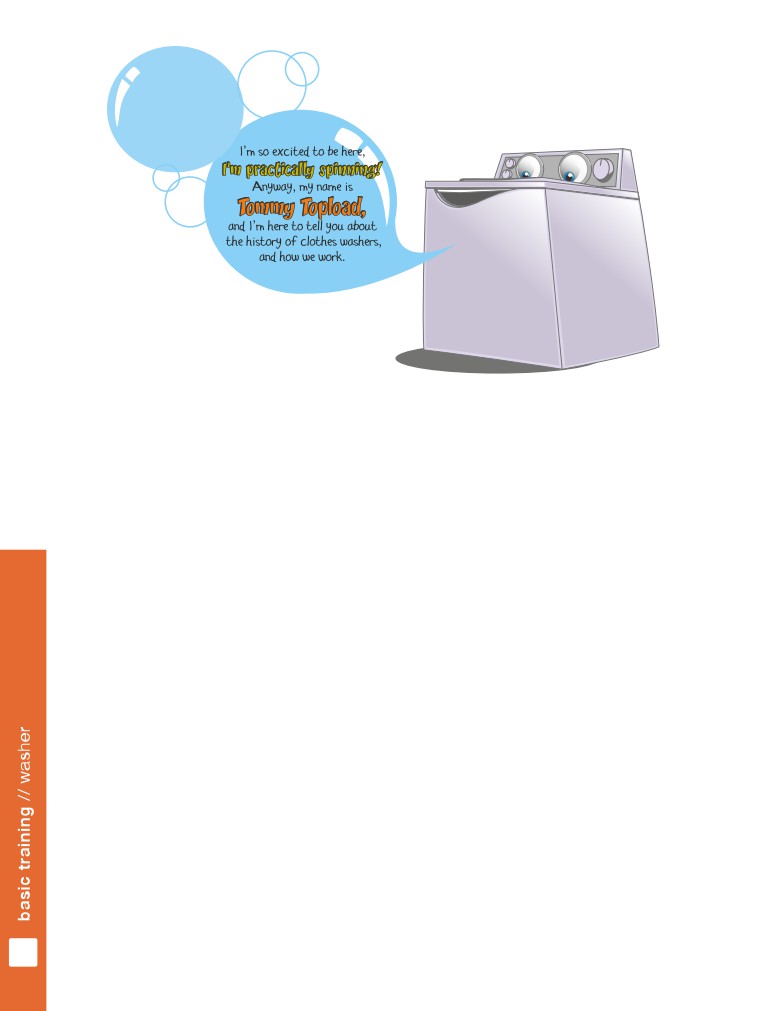 I'm so excited to be here,
I'm practically spinning!
Anyway, my name is
Tommy Topload,
and I'm here to tell you about
the history of clothes washers,
and how we work.
basic training // washer